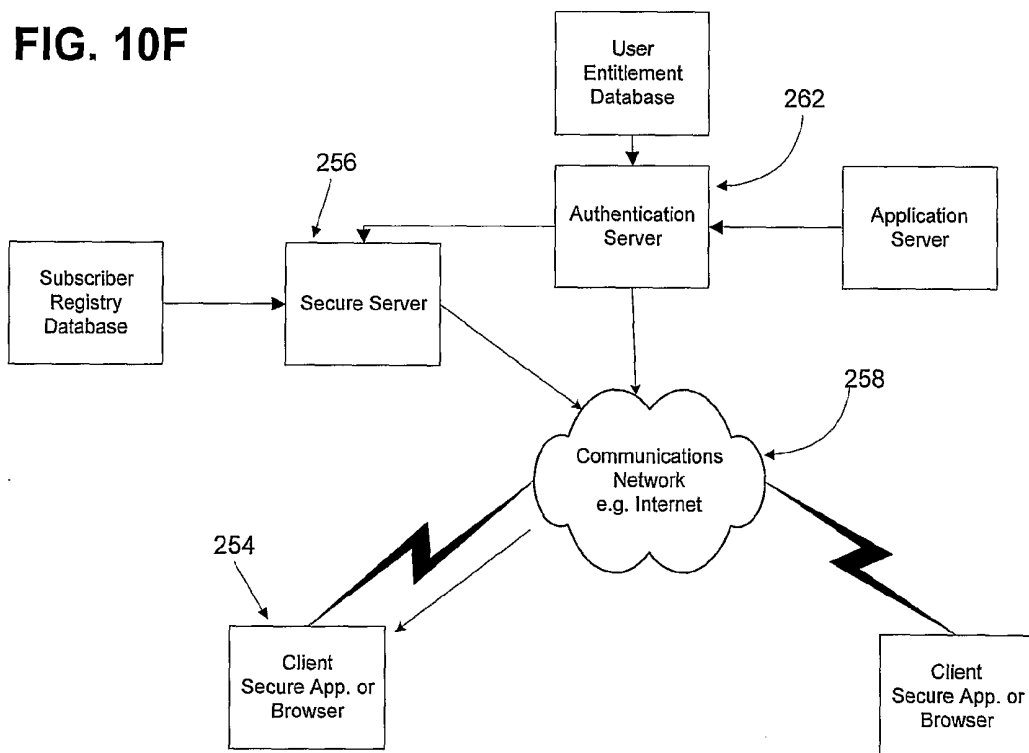 FIG. 10F
User
Entitlement
Database
262
256
Authentication
Server
Application
Server
Subscriber
Registry
Database
Secure Server
258
Communications
Network
e.g. Internet
254
Client
Secure App. or
Browser
Client
Secure App. or
Browser